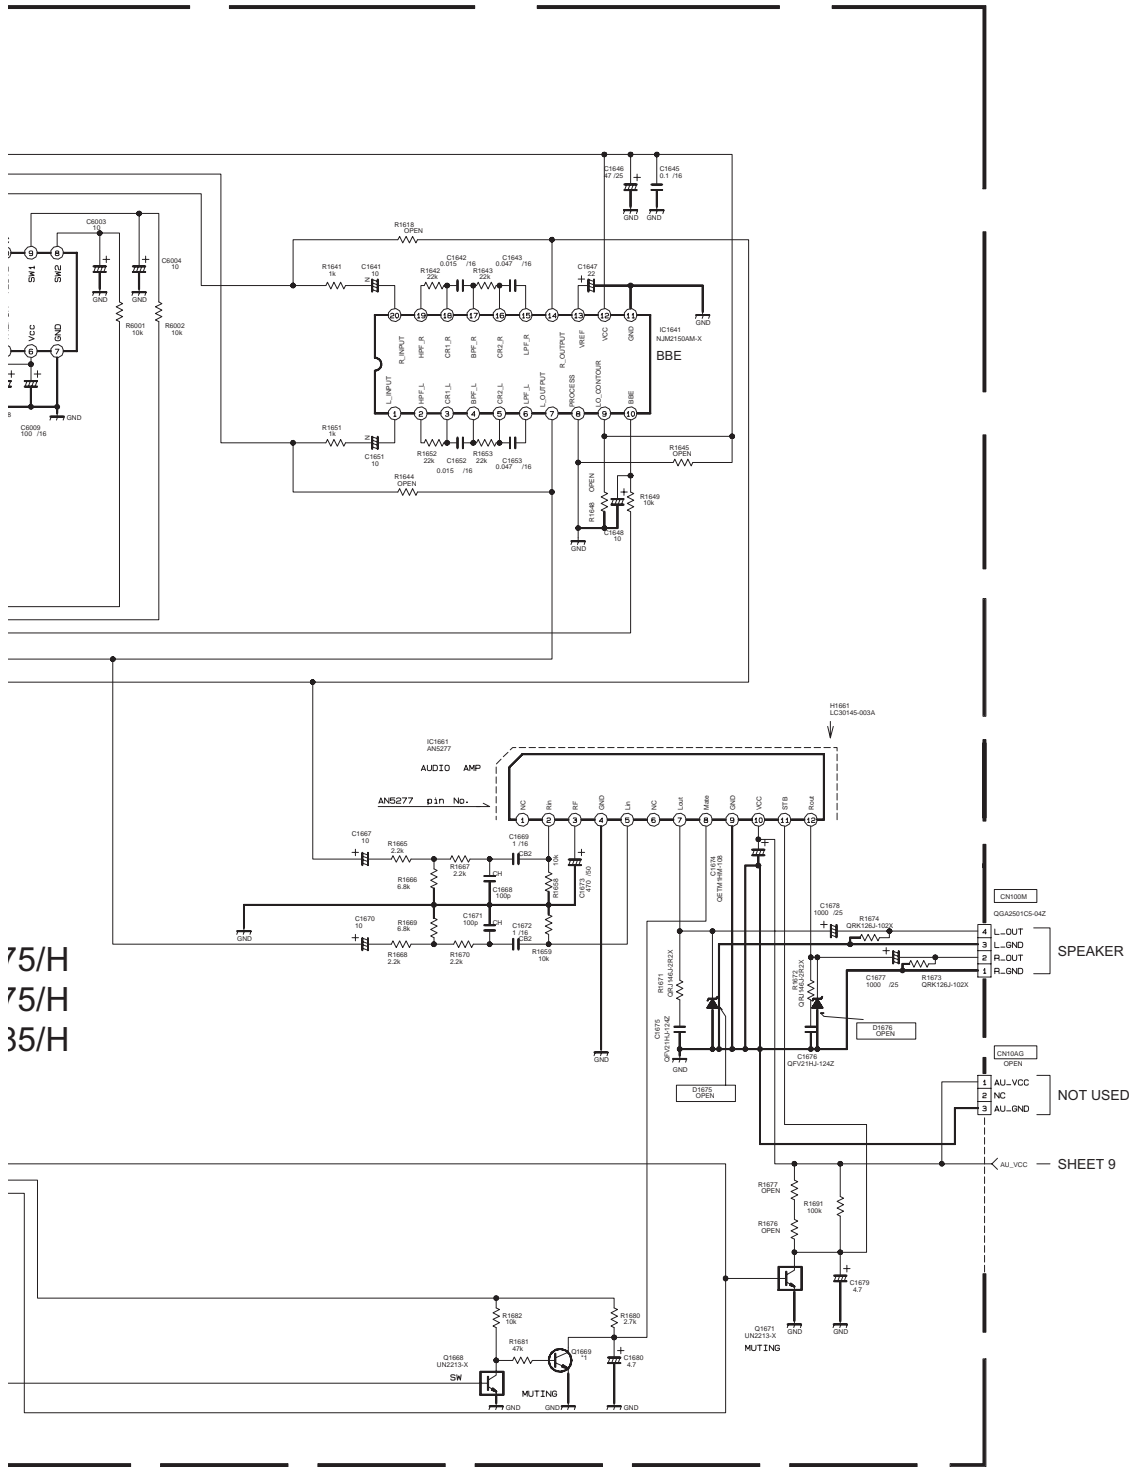 C1646
47 /25
C1645
0.1 /16
GND
GND
C6003
10
C6004
10
R1618
OPEN
9
8
SW1
SW2
GND
GND
R1641
1k
C1641
10
R1642
22k
C1642
0.015 /16
R1643
22k
C1643
0.047 /16
C1647
22
R6001
10k
R6002
10k
20
19
18
17
16
15
14
13
12
11
GND
IC1641
NJM2150AM-X
BBE
R_INPUT
HPF_R
CR1_R
BPF_R
CR2_R
LPF_R
R_OUTPUT
VREF
VCC
GND
Vcc
GND
6
7
L_INPUT
HPF_L
CR1_L
BPF_L
CR2_L
LPF_L
L_OUTPUT
PROCESS
LO_CONTOUR
BBE
1
2
3
4
5
6
7
8
9
10
GND
C6009
100 /16
R1651
1k
C1651
10
R1652
22k
C1652
0.015 /16
R1653
22k
C1653
0.047 /16
R1645
OPEN
R1644
OPEN
R1648 OPEN
R1649
10k
C1648
10
GND
H1661
LC30145-003A
IC1661
AN5277
AUDIO AMP
AN5277 pin No.
NC
Rin
RF
GND
Lin
NC
Lout
Mute
GND
VCC
STB
Rout
1
2
3
4
5
6
7
8
9
10
11
12
C1667
10
R1665
2.2k
C1669
1 /16
CB2
10k
R1658
C1673
470 /50
C1674
QETM1HM-108
R1667
2.2k
R1666
6.8k
CH
C1668
100p
CN100M
QGA2501C5-04Z
C1678
1000 /25
R1674
QRK126J-102X
GND
C1670
10
R1669
6.8k
C1671
100p
CH
C1672
1 /16
CB2
R1659
10k
R1668
2.2k
R1670
2.2k
4 L_OUT
3 L_GND
2 R_OUT
1 R_GND
SPEAKER
C1677
1000 /25
R1673
QRK126J-102X
75/H
75/H
35/H
R1671
QRJ146J-2R2X
R1672
QRJ146J-2R2X
C1675
QFV21HJ-124Z
D1676
OPEN
C1676
QFV21HJ-124Z
GND
GND
D1675
OPEN
CN10AG
OPEN
1 AU_VCC
2 NC
3 AU_GND
NOT USED
AU_VCC
SHEET 9
R1677
OPEN
R1691
100k
R1676
OPEN
C1679
4.7
Q1671
UN2213-X
MUTING
GND
GND
R1682
10k
R1680
2.7k
R1681
47k
Q1668
UN2213-X
SW
Q1669
*1
C1680
4.7
MUTING
GND
GND
GND